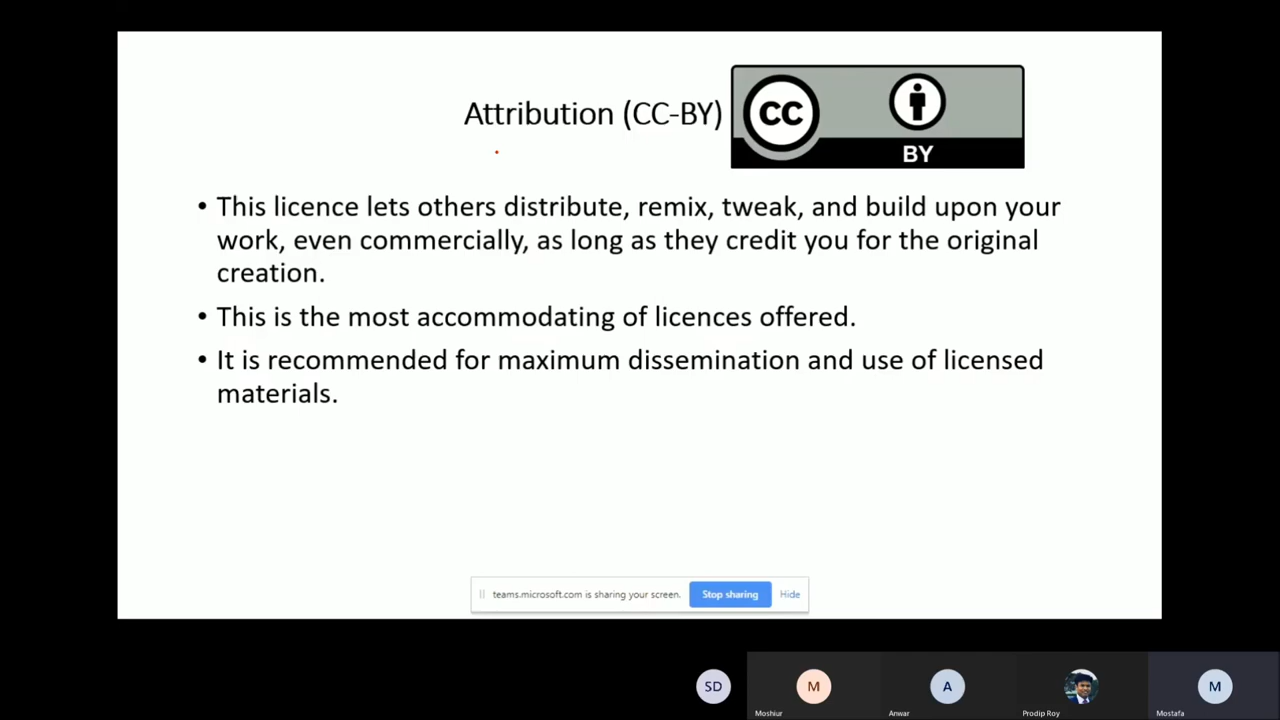 Attribution (CC-BY)
CC
BY
• This licence lets others distribute, remix, tweak, and build upon your
work, even commercially, as long as they credit you for the original
creation.
• This is the most accommodating of licences offered.
• It is recommended for maximum dissemination and use of licensed
materials.
teams.microsoft.com is sharing your screen. Stop sharing Hide
SD M A M
Moshiur Anwar Prodip Roy Mostafa